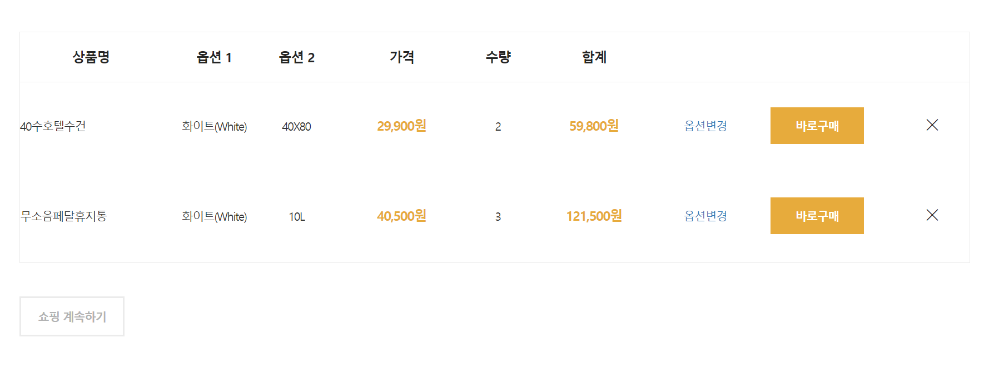 상품명 옵션 1 옵션 2 가격 수량 합계
40수호텔수건 화이트(White) 40X80 29,900원 2 59,800원 옵션변경 바로구매
무소음페달휴지통 화이트(White) 10L 40,500원 3 121,500원 옵션변경 바로구매
쇼핑 계속하기